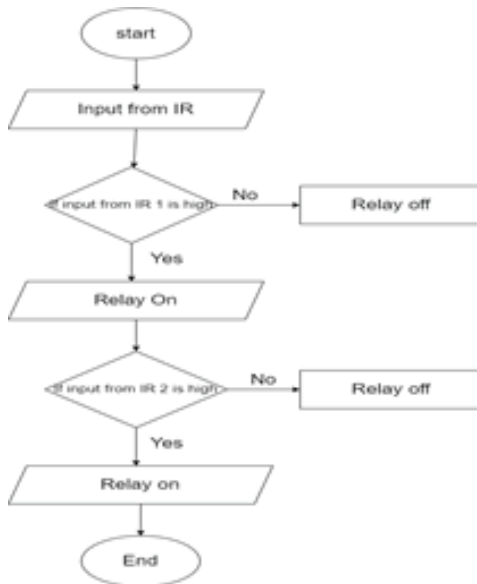 start
Input from IR
If input from IR 1 is high
No
Relay off
Yes
Relay On
If input from IR 2 is high
No
Relay off
Yes
Relay on
End